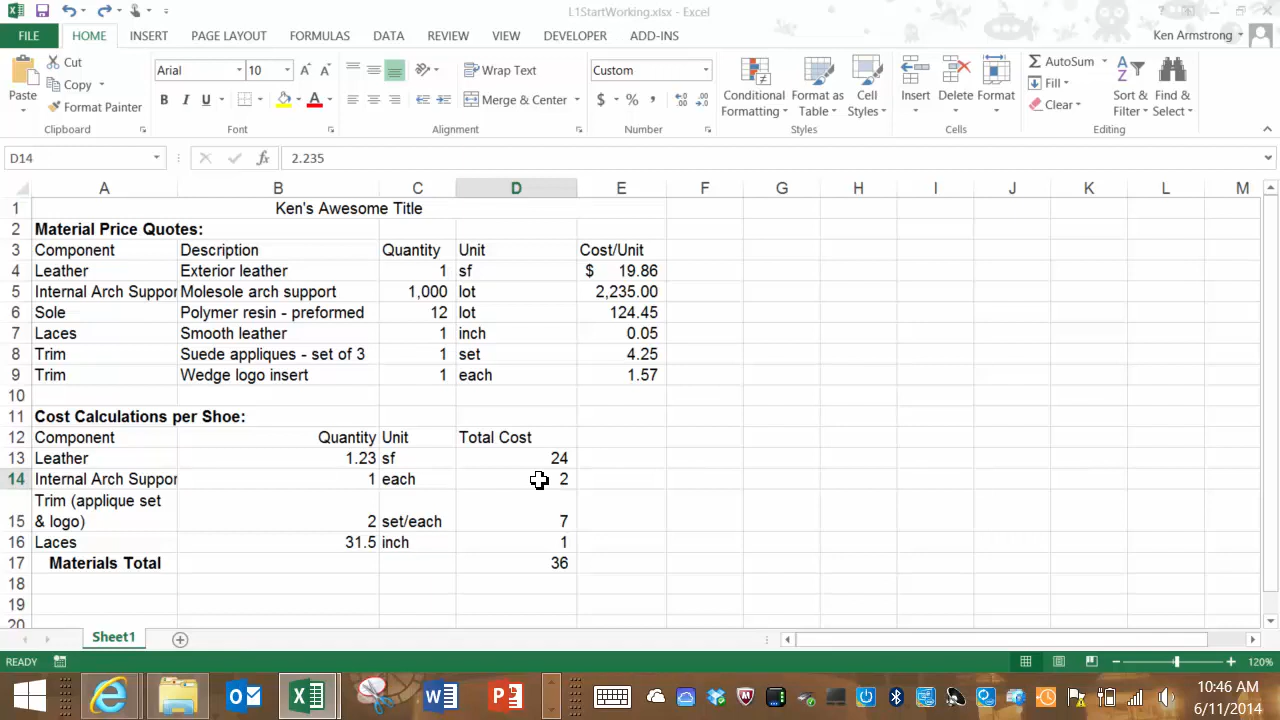 L1StartWorking.xlsx - Excel
FILE HOME INSERT PAGE LAYOUT FORMULAS DATA REVIEW VIEW DEVELOPER ADD-INS Ken Armstrong
Paste
Cut
Copy
Format Painter
Clipboard
Arial 10
B I U A
Font
Wrap Text
Merge & Center
Alignment
Custom
$ % ,
Number
Conditional Formatting
Format as Table
Cell Styles
Styles
Insert Delete Format
Cells
AutoSum
Fill
Clear
Sort & Filter
Find & Select
Editing
D14 fx 2.235
A B C D E F G H I J K L M
1 Ken's Awesome Title
2 Material Price Quotes:
3 Component Description Quantity Unit Cost/Unit
4 Leather Exterior leather 1 sf $ 19.86
5 Internal Arch Suppor Molesole arch support 1,000 lot 2,235.00
6 Sole Polymer resin - preformed 12 lot 124.45
7 Laces Smooth leather 1 inch 0.05
8 Trim Suede appliques - set of 3 1 set 4.25
9 Trim Wedge logo insert 1 each 1.57
10
11 Cost Calculations per Shoe:
12 Component Quantity Unit Total Cost
13 Leather 1.23 sf 24
14 Internal Arch Suppor 1 each 2
Trim (applique set
15 & logo) 2 set/each 7
16 Laces 31.5 inch 1
17 Materials Total 36
18
19
20
Sheet1
READY 120%
10:46 AM
6/11/2014